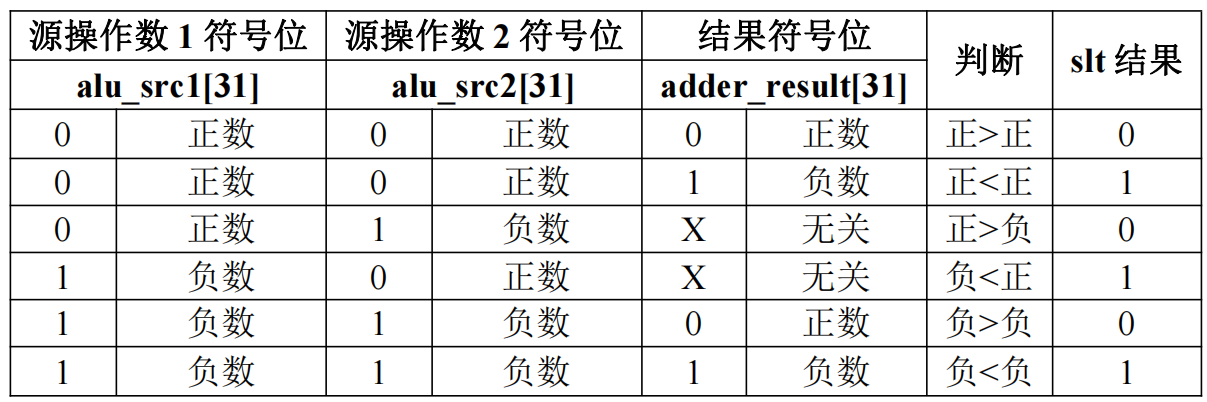 源操作数 1 符号位 源操作数 2 符号位 结果符号位 判断 slt 结果
alu_src1[31] alu_src2[31] adder_result[31]
0 正数 0 正数 0 正数 正>正 0
0 正数 0 正数 1 负数 正<正 1
0 正数 1 负数 X 无关 正>负 0
1 负数 0 正数 X 无关 负<正 1
1 负数 1 负数 0 正数 负>负 0
1 负数 1 负数 1 负数 负<负 1